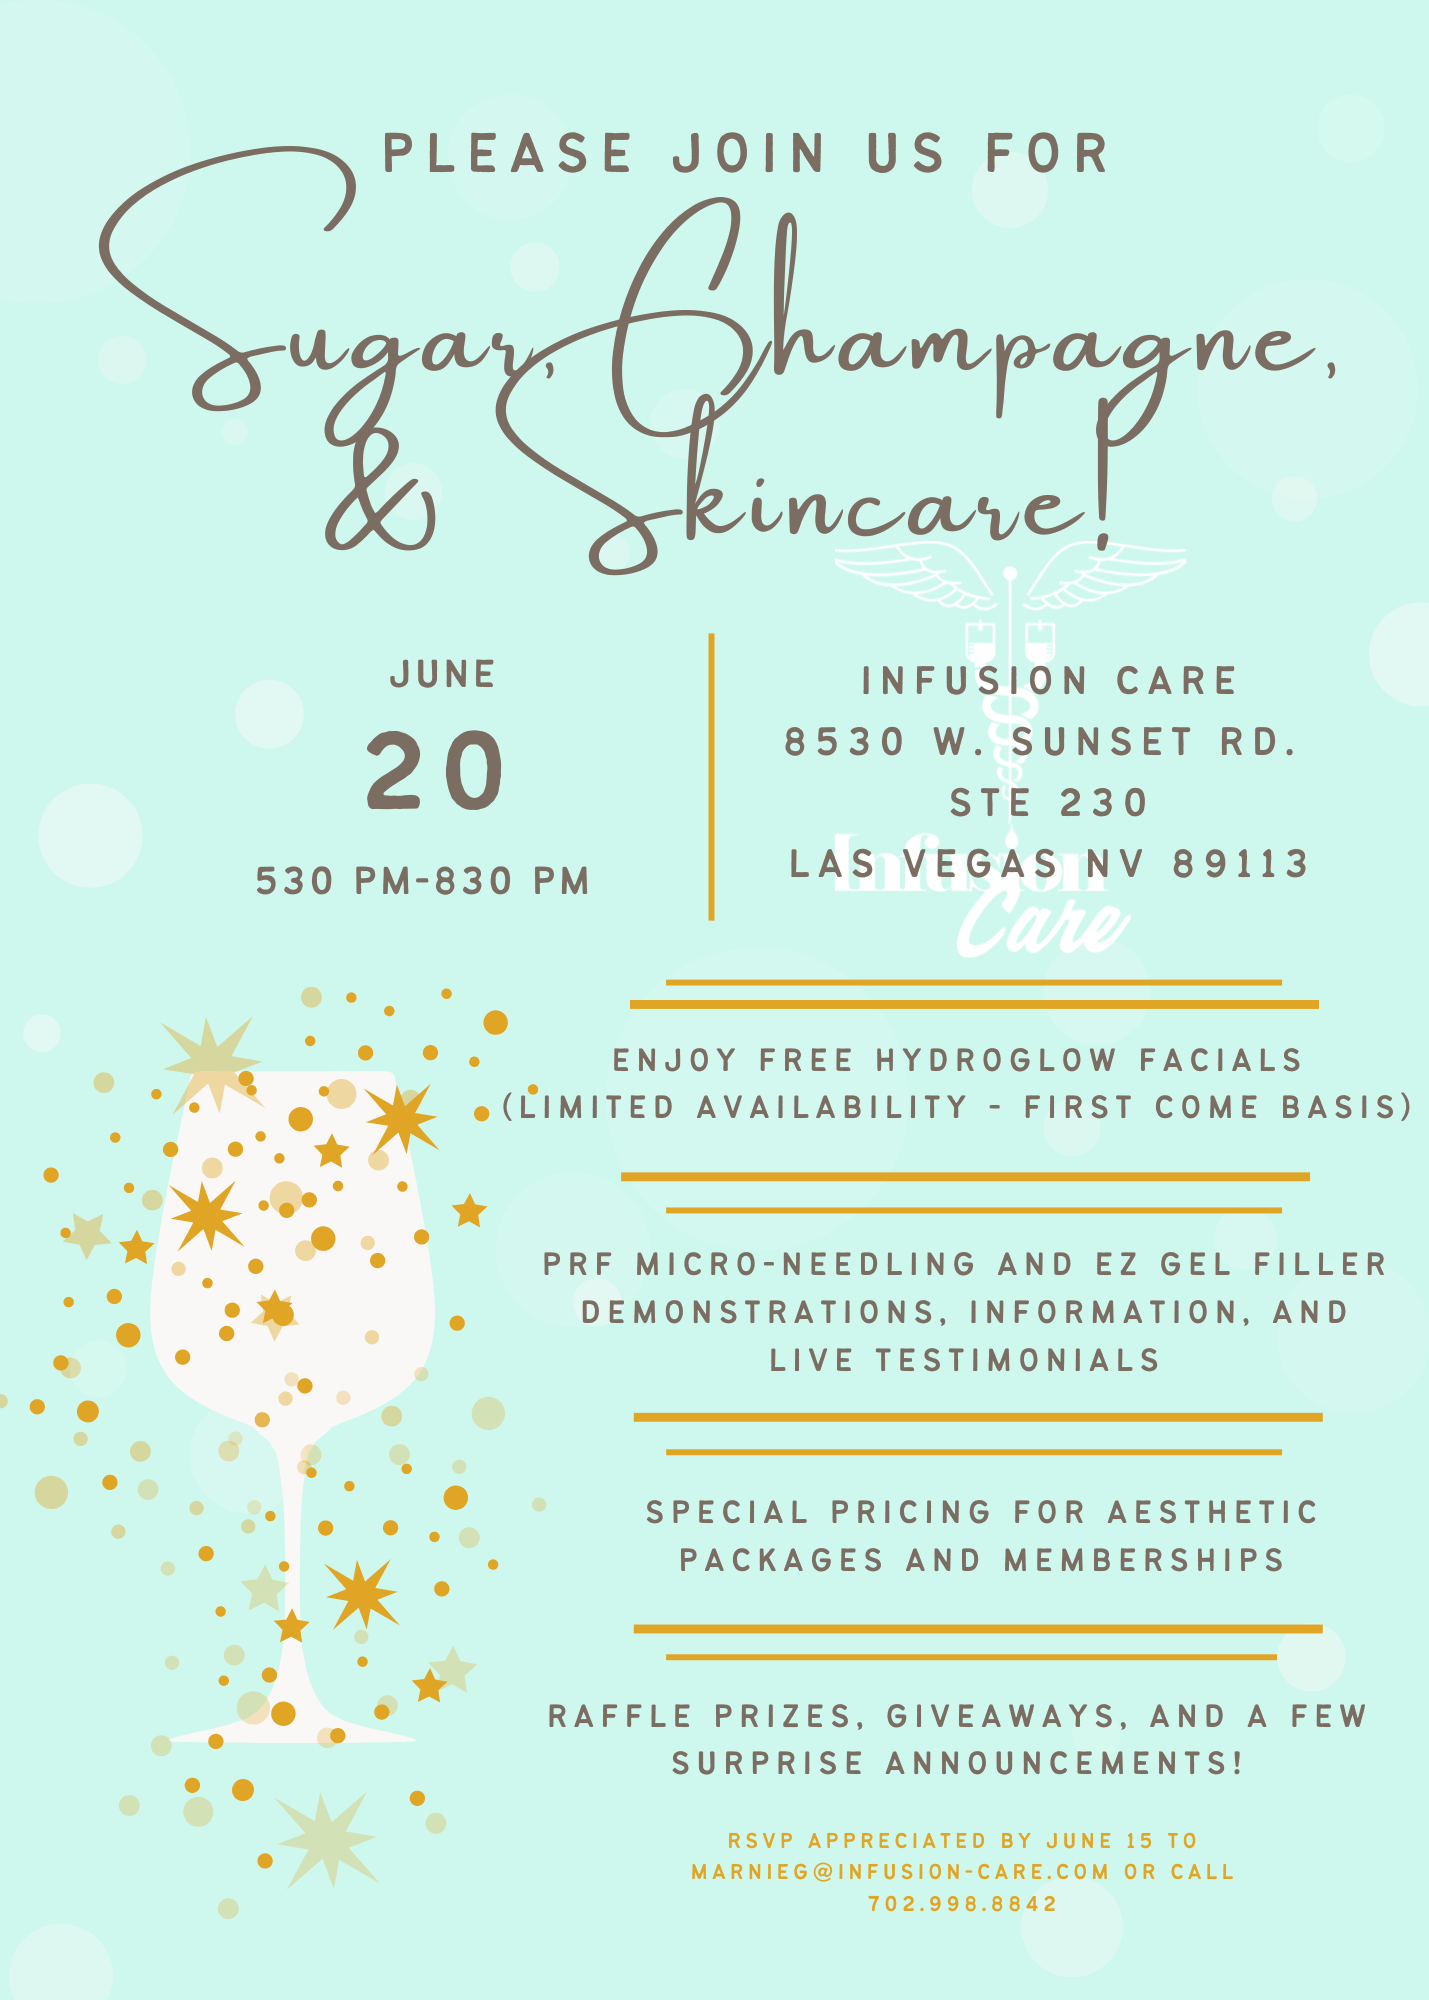 PLEASE JOIN US FOR
Sugar, Champagne,
& Skincare!
JUNE
20
530 PM-830 PM
INFUSION CARE
8530 W. SUNSET RD.
STE 230
LAS VEGAS NV 89113
Infusion
Care
ENJOY FREE HYDROGLOW FACIALS
(LIMITED AVAILABILITY - FIRST COME BASIS)
PRF MICRO-NEEDLING AND EZ GEL FILLER
DEMONSTRATIONS, INFORMATION, AND
LIVE TESTIMONIALS
SPECIAL PRICING FOR AESTHETIC
PACKAGES AND MEMBERSHIPS
RAFFLE PRIZES, GIVEAWAYS, AND A FEW
SURPRISE ANNOUNCEMENTS!
RSVP APPRECIATED BY JUNE 15 TO
MARNIEG@INFUSION-CARE.COM OR CALL
702.998.8842